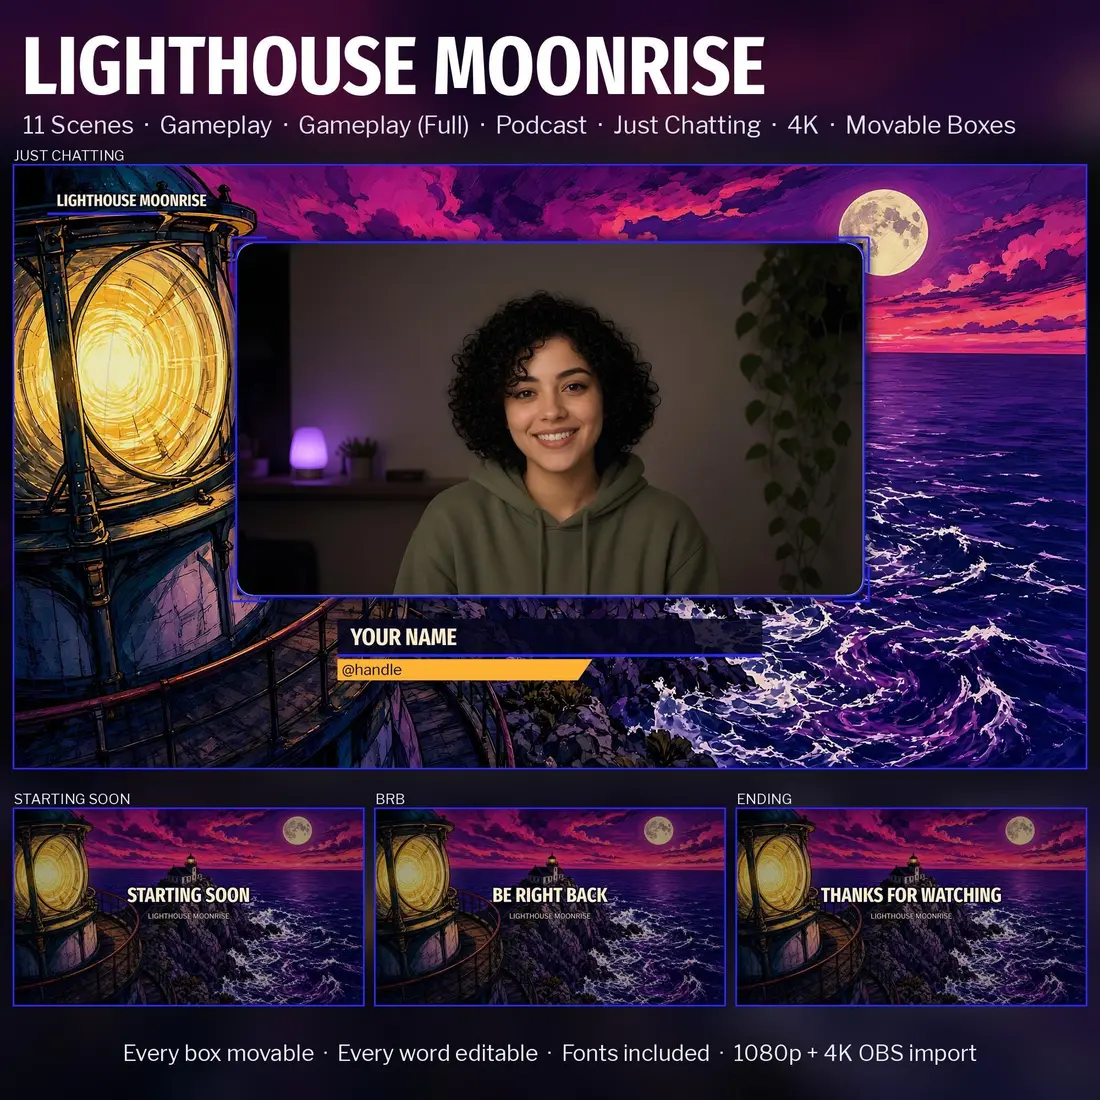 LIGHTHOUSE MOONRISE
11 Scenes · Gameplay · Gameplay (Full) · Podcast · Just Chatting · 4K · Movable Boxes
JUST CHATTING
LIGHTHOUSE MOONRISE
YOUR NAME
@handle
STARTING SOON
BRB
ENDING
STARTING SOON
LIGHTHOUSE MOONRISE
BE RIGHT BACK
LIGHTHOUSE MOONRISE
THANKS FOR WATCHING
LIGHTHOUSE MOONRISE
Every box movable · Every word editable · Fonts included · 1080p + 4K OBS import